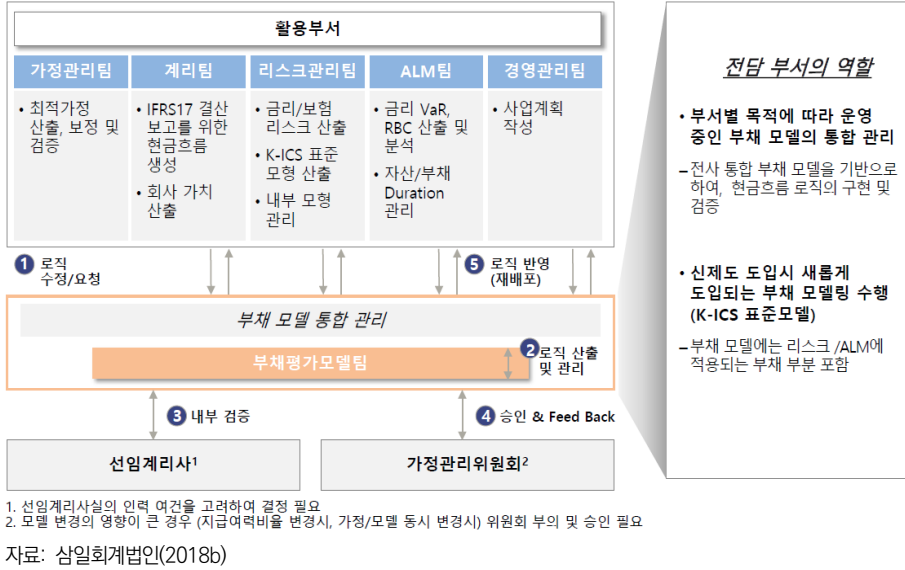 활용부서
가정관리팀
• 최적가정
산출, 보정 및
검증
계리팀
• IFRS17 결산
보고를 위한
현금흐름
생성
• 회사 가치
산출
리스크관리팀
• 금리/보험
리스크 산출
• K-ICS 표준
모형 산출
• 내부 모형
관리
ALM팀
• 금리 VaR,
RBC 산출 및
분석
• 자산/부채
Duration
관리
경영관리팀
• 사업계획
작성
1 로직
수정/요청
5 로직 반영
(재배포)
부채 모델 통합 관리
부채평가모델팀
2 로직 산출
및 관리
3 내부 검증
4 승인 & Feed Back
선임계리사1
가정관리위원회2
전담 부서의 역할
• 부서별 목적에 따라 운영
중인 부채 모델의 통합 관리
–전사 통합 부채 모델을 기반으로
하여, 현금흐름 로직의 구현 및
검증
• 신제도 도입시 새롭게
도입되는 부채 모델링 수행
(K-ICS 표준모델)
–부채 모델에는 리스크 /ALM에
적용되는 부채 부분 포함
1. 선임계리사실의 인력 여건을 고려하여 결정 필요
2. 모델 변경의 영향이 큰 경우 (지급여력비율 변경시, 가정/모델 동시 변경시) 위원회 부의 및 승인 필요
자료: 삼일회계법인(2018b)